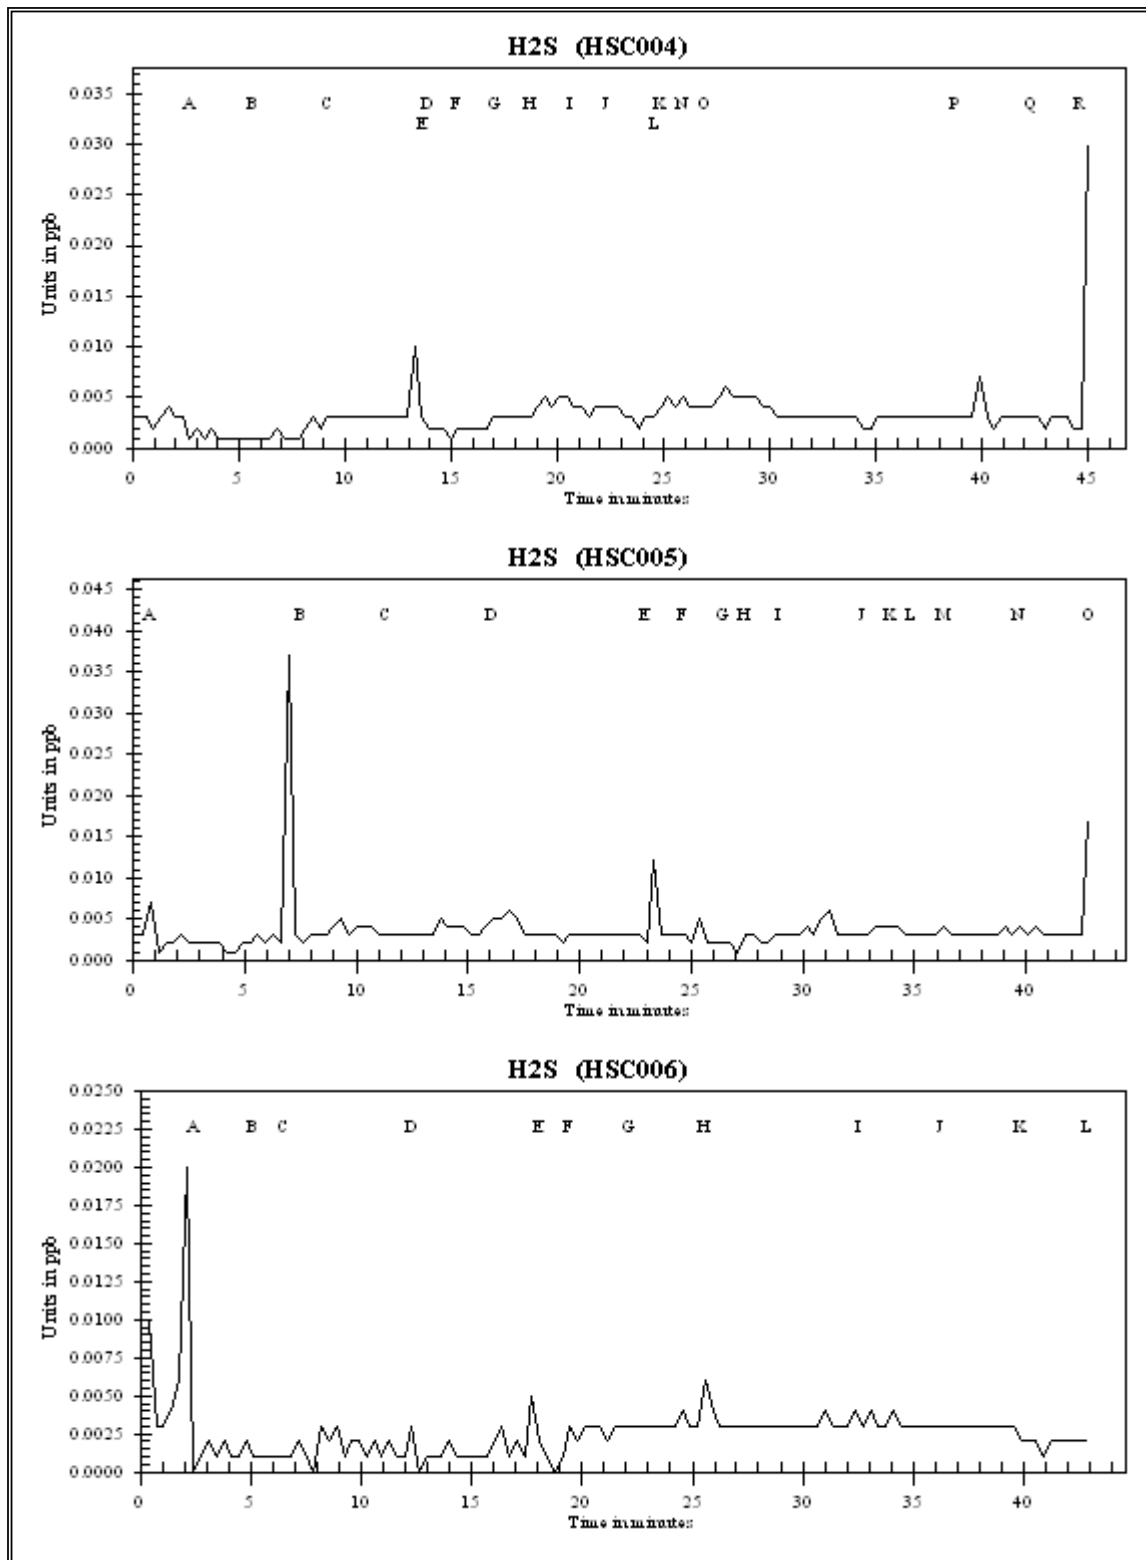 H2S (HSC004)
0.035
A B C D F G H I J K N O P Q R
E L
0.030
0.025
0.020
0.015
0.010
0.005
0.000
Units in ppb
0 5 10 15 20 25 30 35 40 45
Time in minutes
H2S (HSC005)
0.045
A B C D E F G H I J K L M N O
0.040
0.035
0.030
0.025
0.020
0.015
0.010
0.005
0.000
Units in ppb
0 5 10 15 20 25 30 35 40
Time in minutes
H2S (HSC006)
0.0250
0.0225
A B C D E F G H I J K L
0.0200
0.0175
0.0150
0.0125
0.0100
0.0075
0.0050
0.0025
0.0000
Units in ppb
0 5 10 15 20 25 30 35 40
Time in minutes